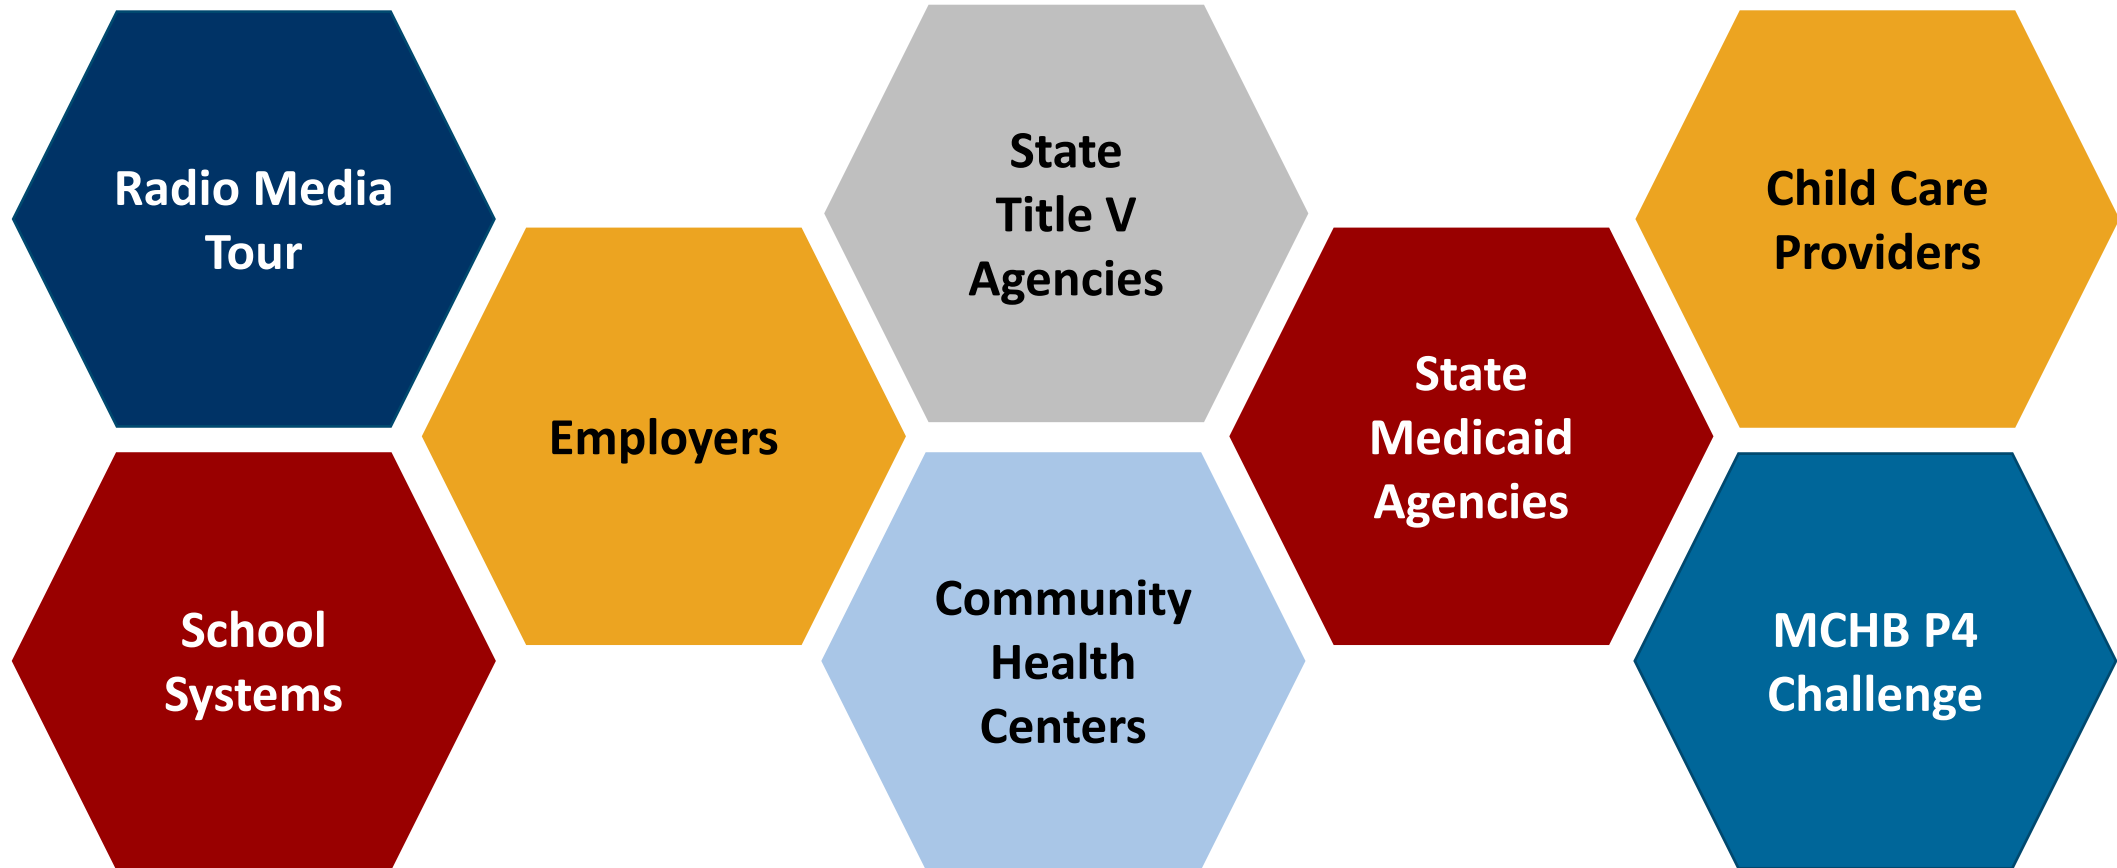 Radio Media
Tour
School
Systems
Employers
State
Title V
Agencies
Community
Health
Centers
State
Medicaid
Agencies
Child Care
Providers
MCHB P4
Challenge